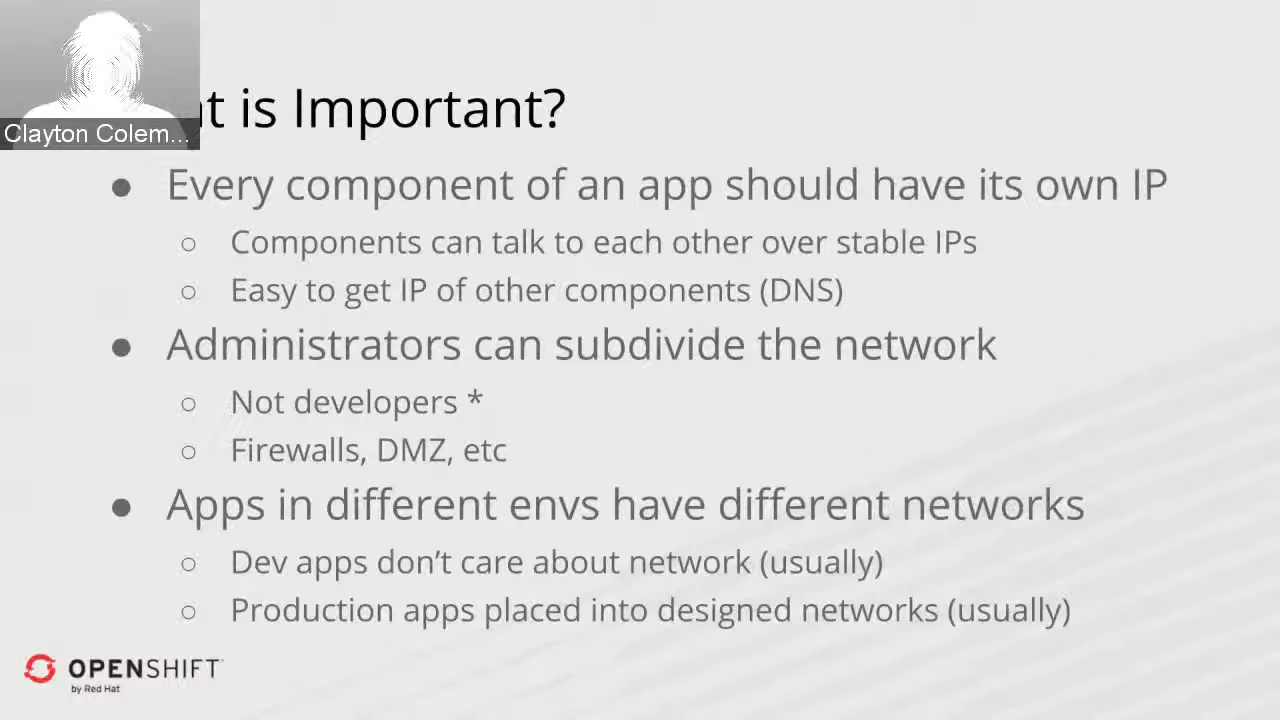 Clayton Colem...
t is Important?
● Every component of an app should have its own IP
○ Components can talk to each other over stable IPs
○ Easy to get IP of other components (DNS)
● Administrators can subdivide the network
○ Not developers *
○ Firewalls, DMZ, etc
● Apps in different envs have different networks
○ Dev apps don’t care about network (usually)
○ Production apps placed into designed networks (usually)
OPENSHIFT
by Red Hat